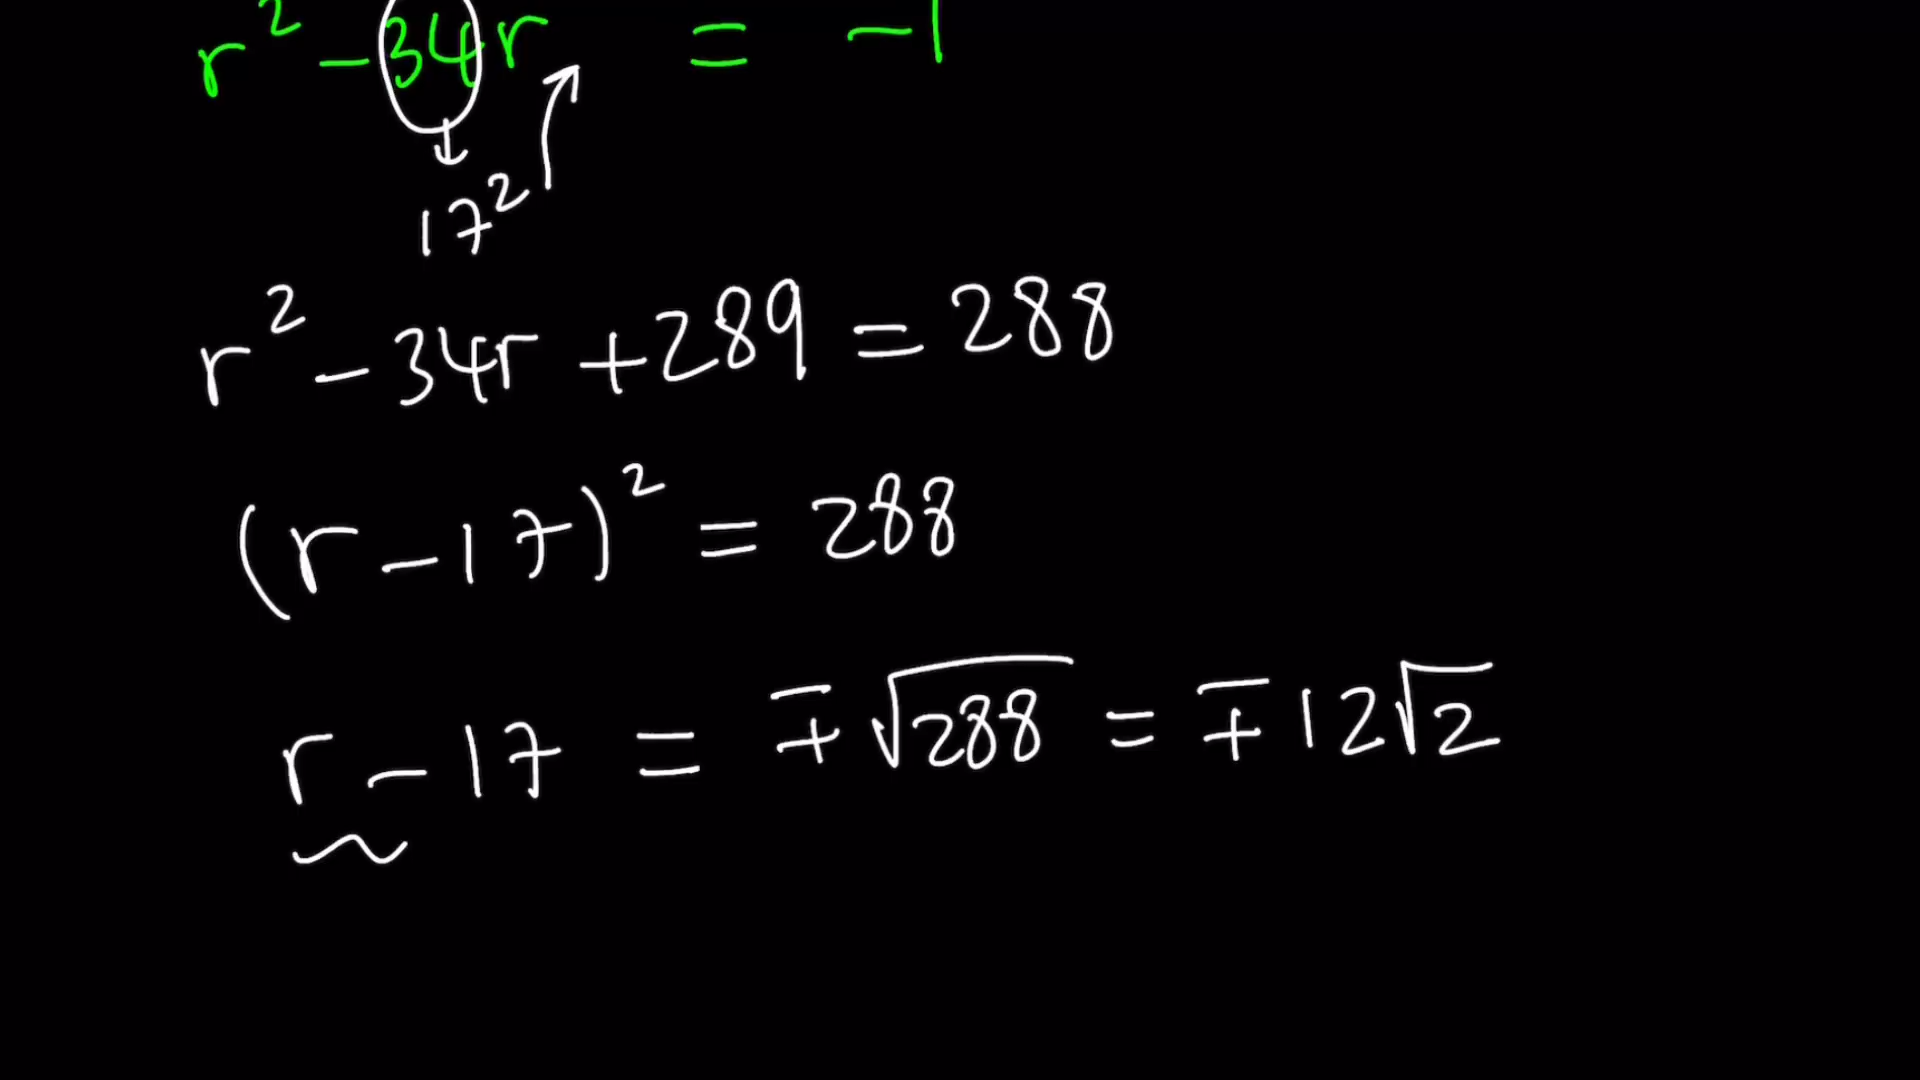 r² - 34r = -1
17²
r² - 34r + 289 = 288
(r - 17)² = 288
r - 17 = ∓√288 = ∓12√2